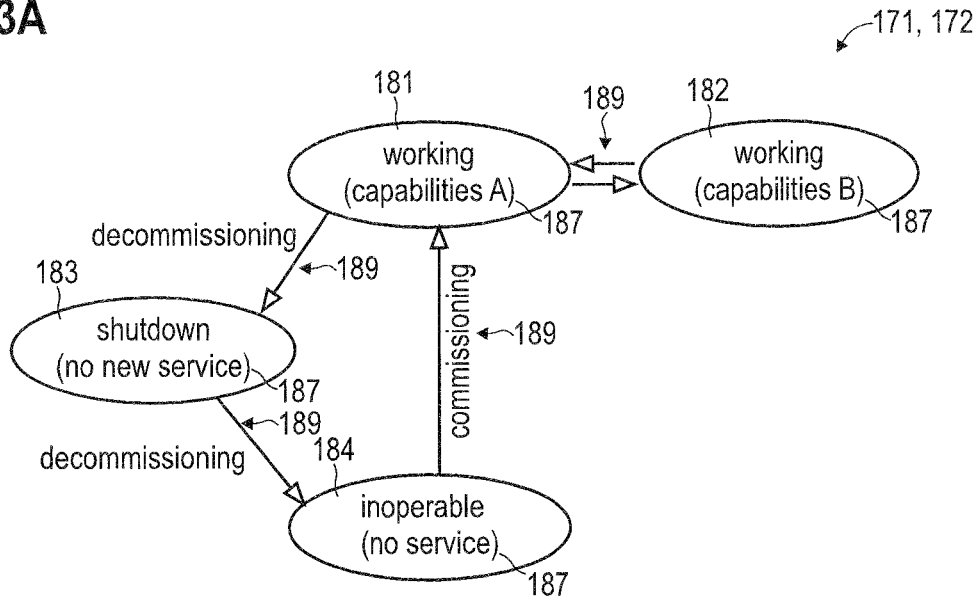 3A
171, 172
181
189
182
working
(capabilities A)
187
working
(capabilities B)
187
decommissioning
189
183
shutdown
(no new service)
187
commissioning
189
189
decommissioning
184
inoperable
(no service)
187